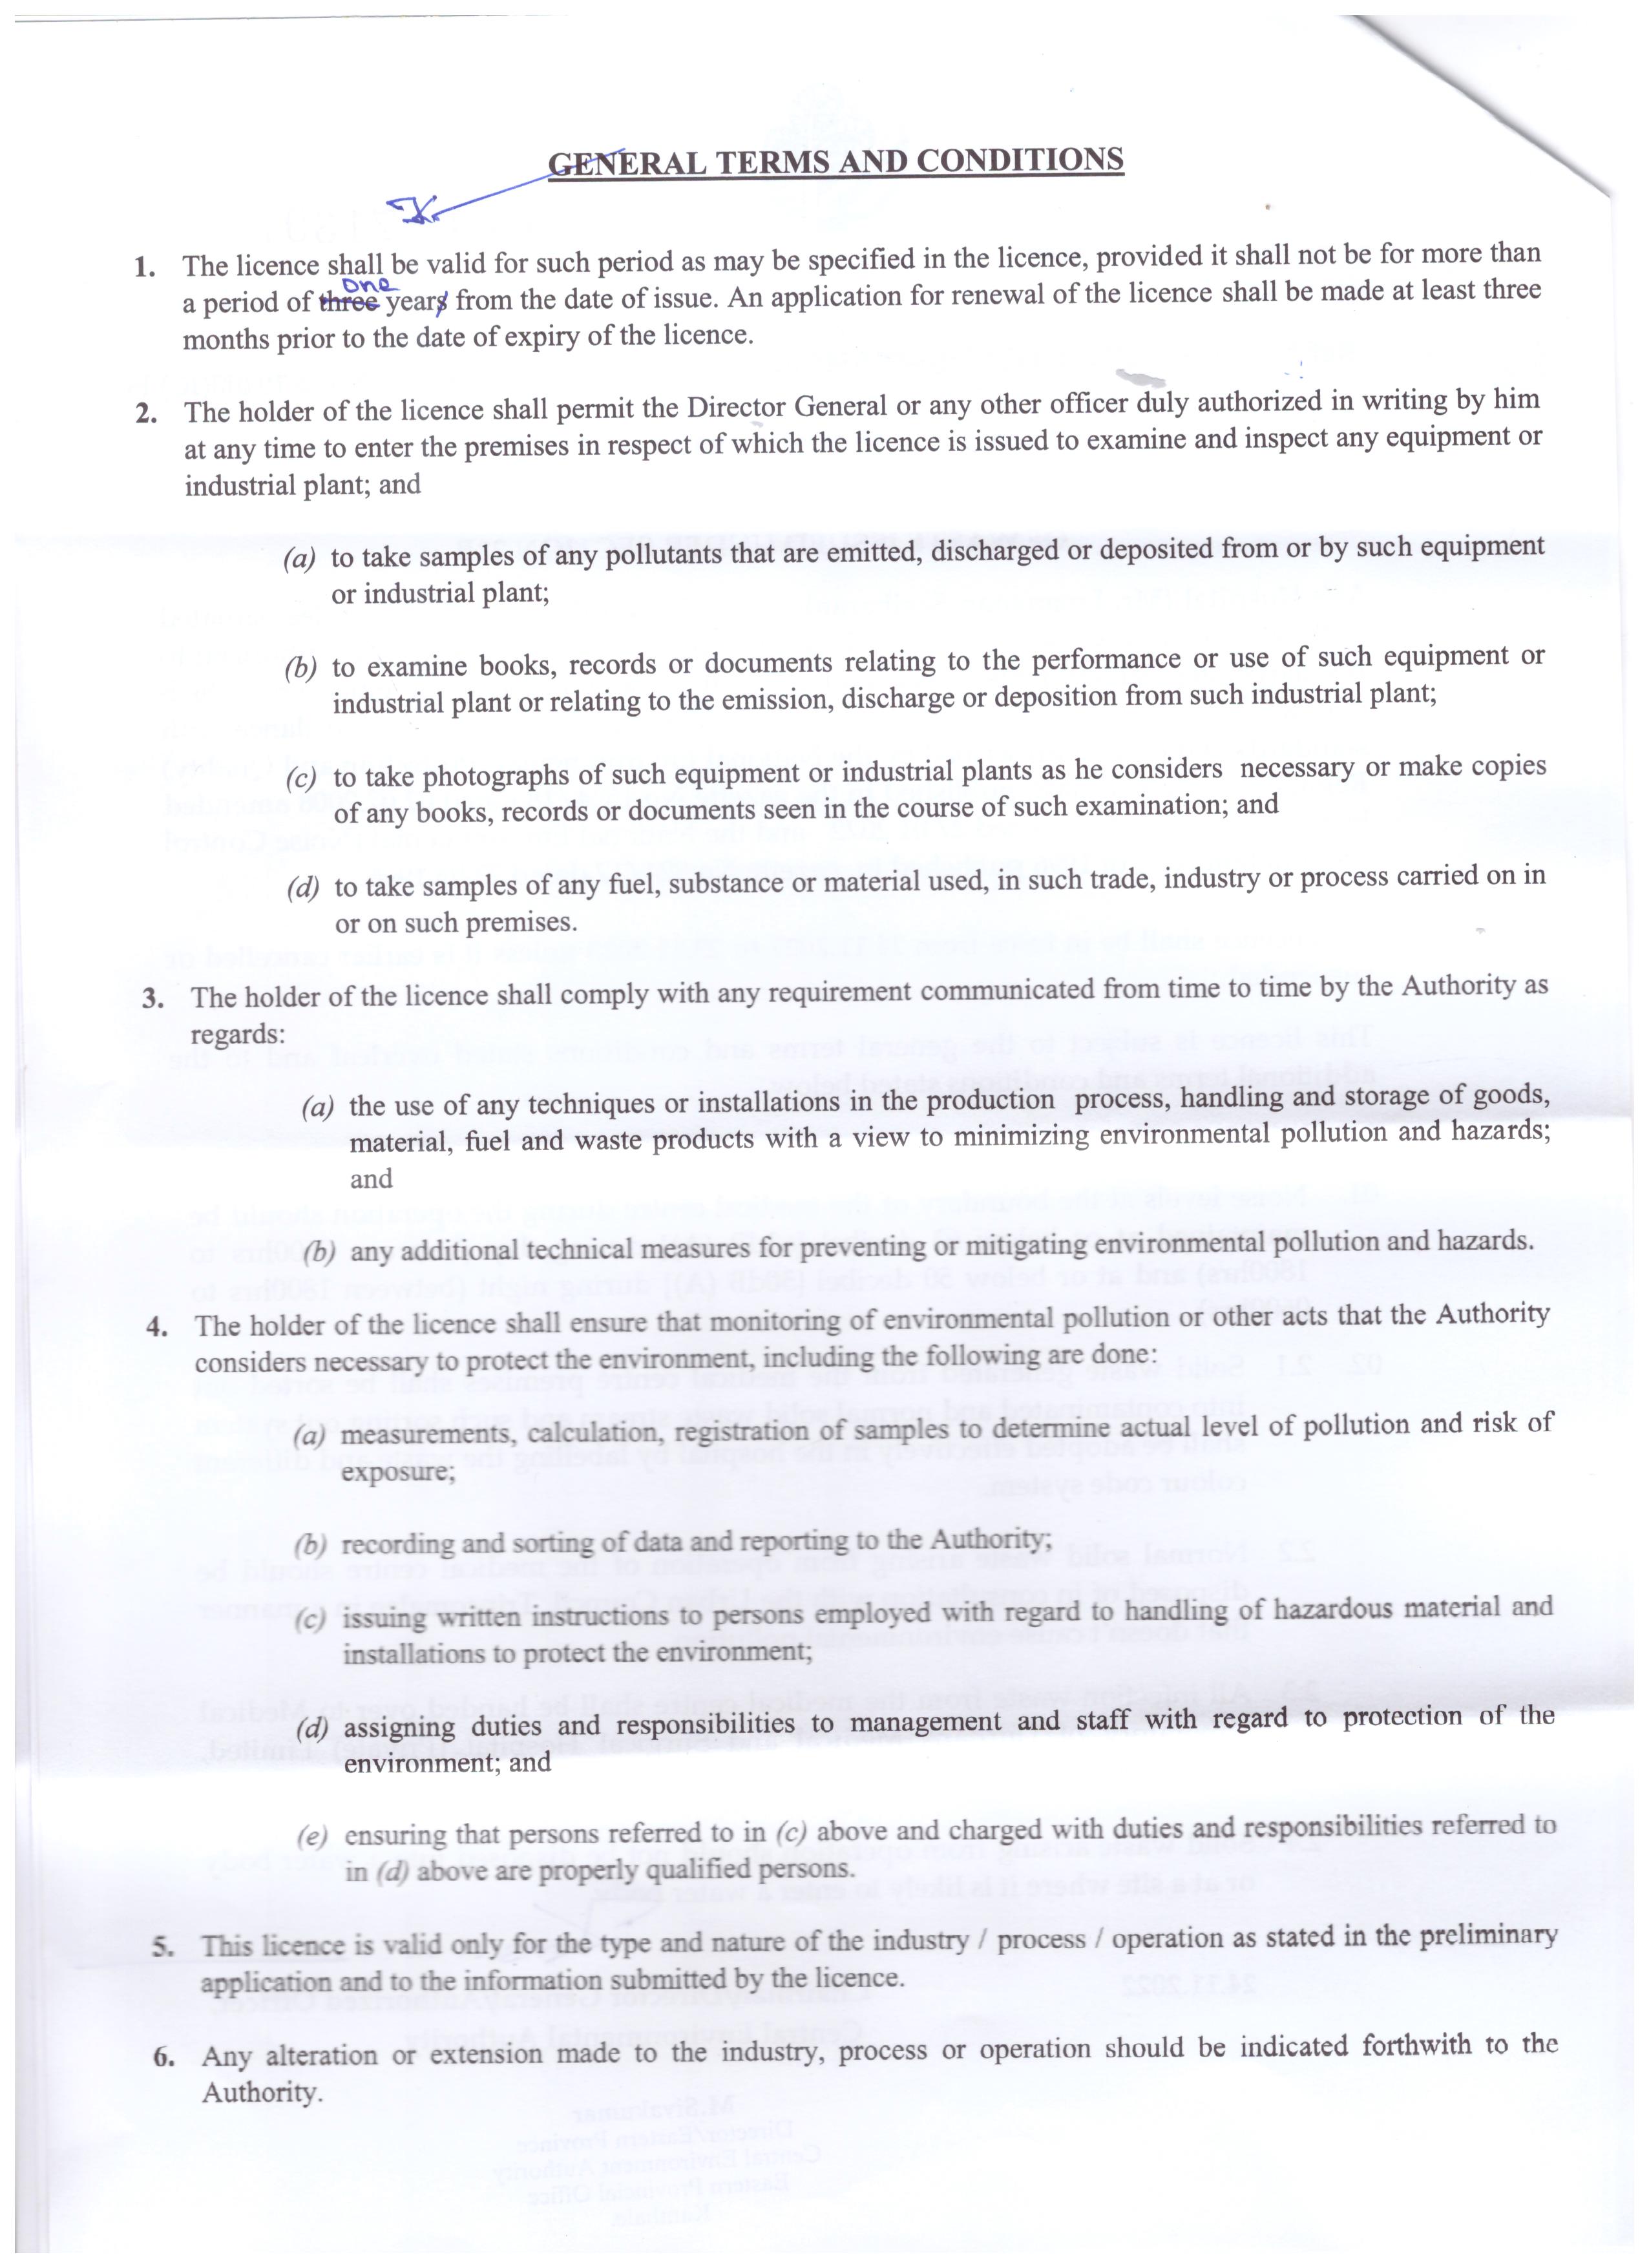 GENERAL TERMS AND CONDITIONS
1. The licence shall be valid for such period as may be specified in the licence, provided it shall not be for more than
one
a period of three years from the date of issue. An application for renewal of the licence shall be made at least three
months prior to the date of expiry of the licence.
2. The holder of the licence shall permit the Director General or any other officer duly authorized in writing by him
at any time to enter the premises in respect of which the licence is issued to examine and inspect any equipment or
industrial plant; and
(a) to take samples of any pollutants that are emitted, discharged or deposited from or by such equipment
or industrial plant;
(b) to examine books, records or documents relating to the performance or use of such equipment or
industrial plant or relating to the emission, discharge or deposition from such industrial plant;
(c) to take photographs of such equipment or industrial plants as he considers necessary or make copies
of any books, records or documents seen in the course of such examination; and
(d) to take samples of any fuel, substance or material used, in such trade, industry or process carried on in
or on such premises.
3. The holder of the licence shall comply with any requirement communicated from time to time by the Authority as
regards:
(a) the use of any techniques or installations in the production process, handling and storage of goods,
material, fuel and waste products with a view to minimizing environmental pollution and hazards;
and
(b) any additional technical measures for preventing or mitigating environmental pollution and hazards.
4. The holder of the licence shall ensure that monitoring of environmental pollution or other acts that the Authority
considers necessary to protect the environment, including the following are done:
(a) measurements, calculation, registration of samples to determine actual level of pollution and risk of
exposure;
(b) recording and sorting of data and reporting to the Authority;
(c) issuing written instructions to persons employed with regard to handling of hazardous material and
installations to protect the environment;
(d) assigning duties and responsibilities to management and staff with regard to protection of the
environment; and
(e) ensuring that persons referred to in (c) above and charged with duties and responsibilities referred to
in (d) above are properly qualified persons.
5. This licence is valid only for the type and nature of the industry / process / operation as stated in the preliminary
application and to the information submitted by the licence.
6. Any alteration or extension made to the industry, process or operation should be indicated forthwith to the
Authority.